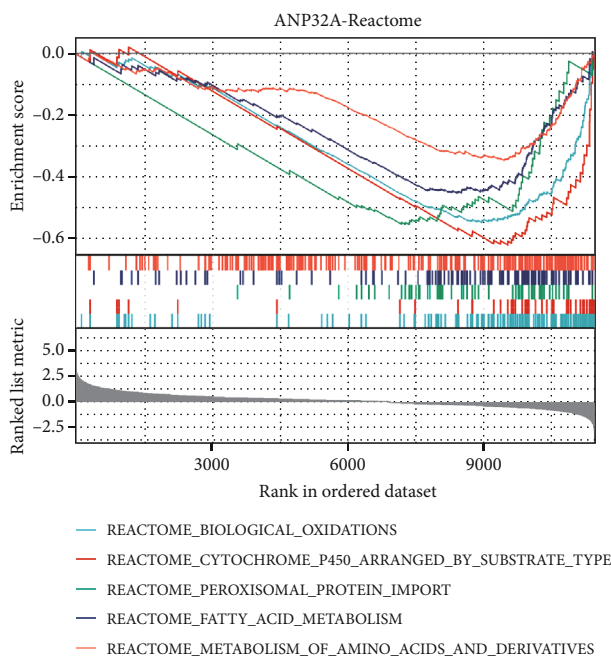 ANP32A-Reactome
Enrichment score
0.0
−0.2
−0.4
−0.6
Ranked list metric
5.0
2.5
0.0
−2.5
3000
6000
9000
Rank in ordered dataset
REACTOME_BIOLOGICAL_OXIDATIONS
REACTOME_CYTOCHROME_P450_ARRANGED_BY_SUBSTRATE_TYPE
REACTOME_PEROXISOMAL_PROTEIN_IMPORT
REACTOME_FATTY_ACID_METABOLISM
REACTOME_METABOLISM_OF_AMINO_ACIDS_AND_DERIVATIVES